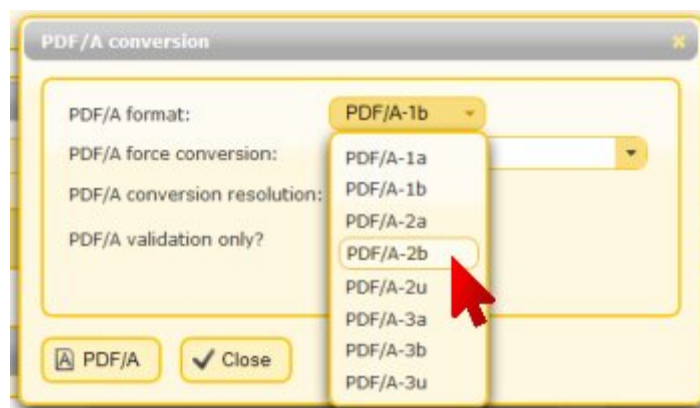 PDF/A conversion
PDF/A format: PDF/A-1b
PDF/A force conversion:
PDF/A conversion resolution:
PDF/A validation only?
PDF/A-1a
PDF/A-1b
PDF/A-2a
PDF/A-2b
PDF/A-2u
PDF/A-3a
PDF/A-3b
PDF/A-3u
PDF/A Close